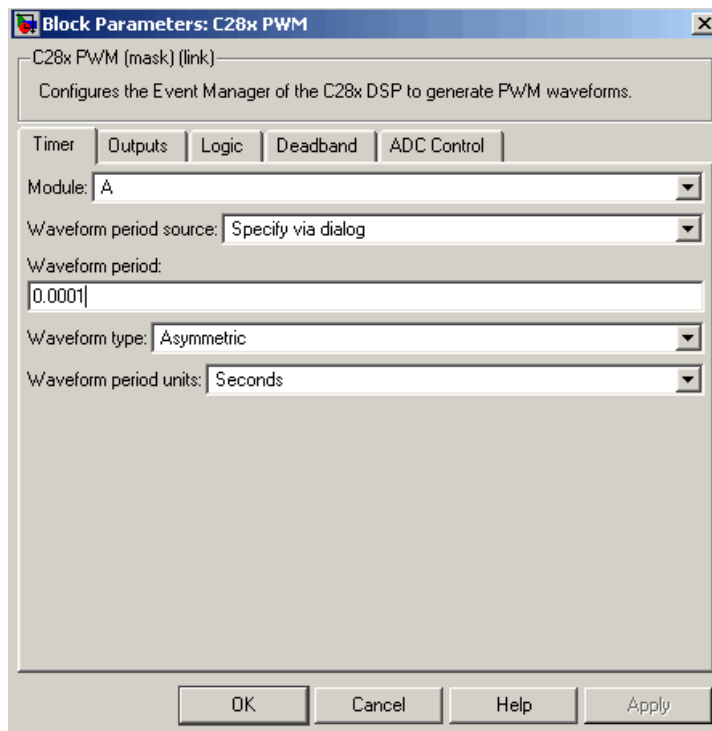 Block Parameters: C28x PWM
C28x PWM (mask) (link)
Configures the Event Manager of the C28x DSP to generate PWM waveforms.
Timer Outputs Logic Deadband ADC Control
Module: A
Waveform period source: Specify via dialog
Waveform period:
0.0001
Waveform type: Asymmetric
Waveform period units: Seconds
OK Cancel Help Apply